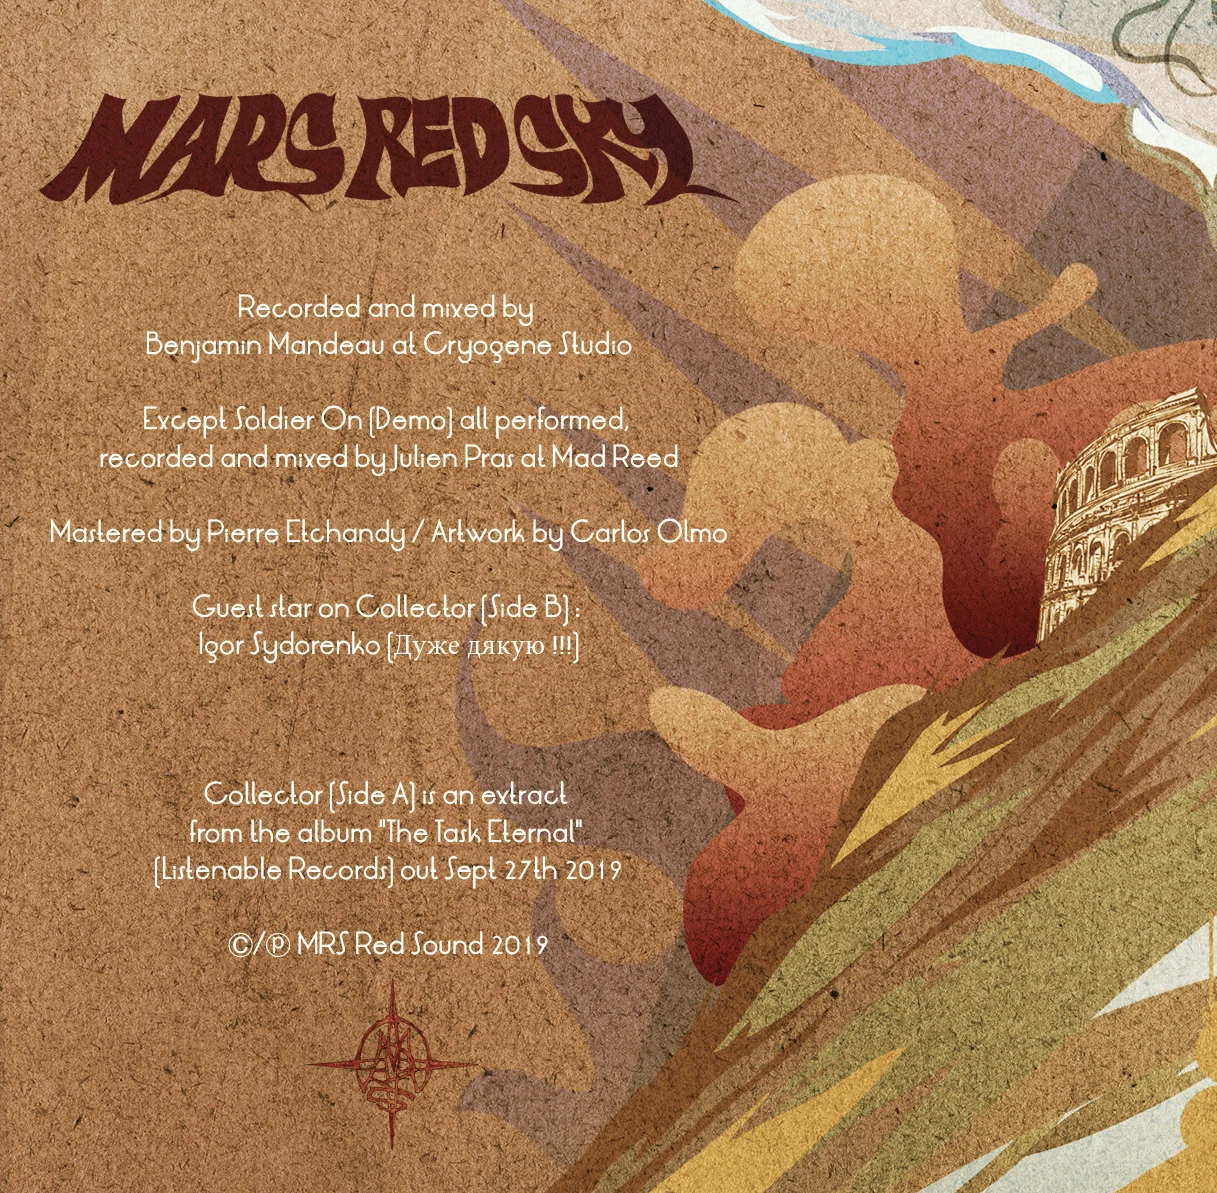 MARS RED SKY
Recorded and mixed by
Benjamin Mandeau at Cryogene Studio
Except Soldier On (Demo) all performed,
recorded and mixed by Julien Pras at Mad Reed
Mastered by Pierre Etchandy / Artwork by Carlos Olmo
Guest star on Collector (Side B) :
Igor Sydorenko (Дуже дякую !!!)
Collector (Side A) is an extract
from the album "The Task Eternal"
(Listenable Records) out Sept 27th 2019
©/℗ MRS Red Sound 2019